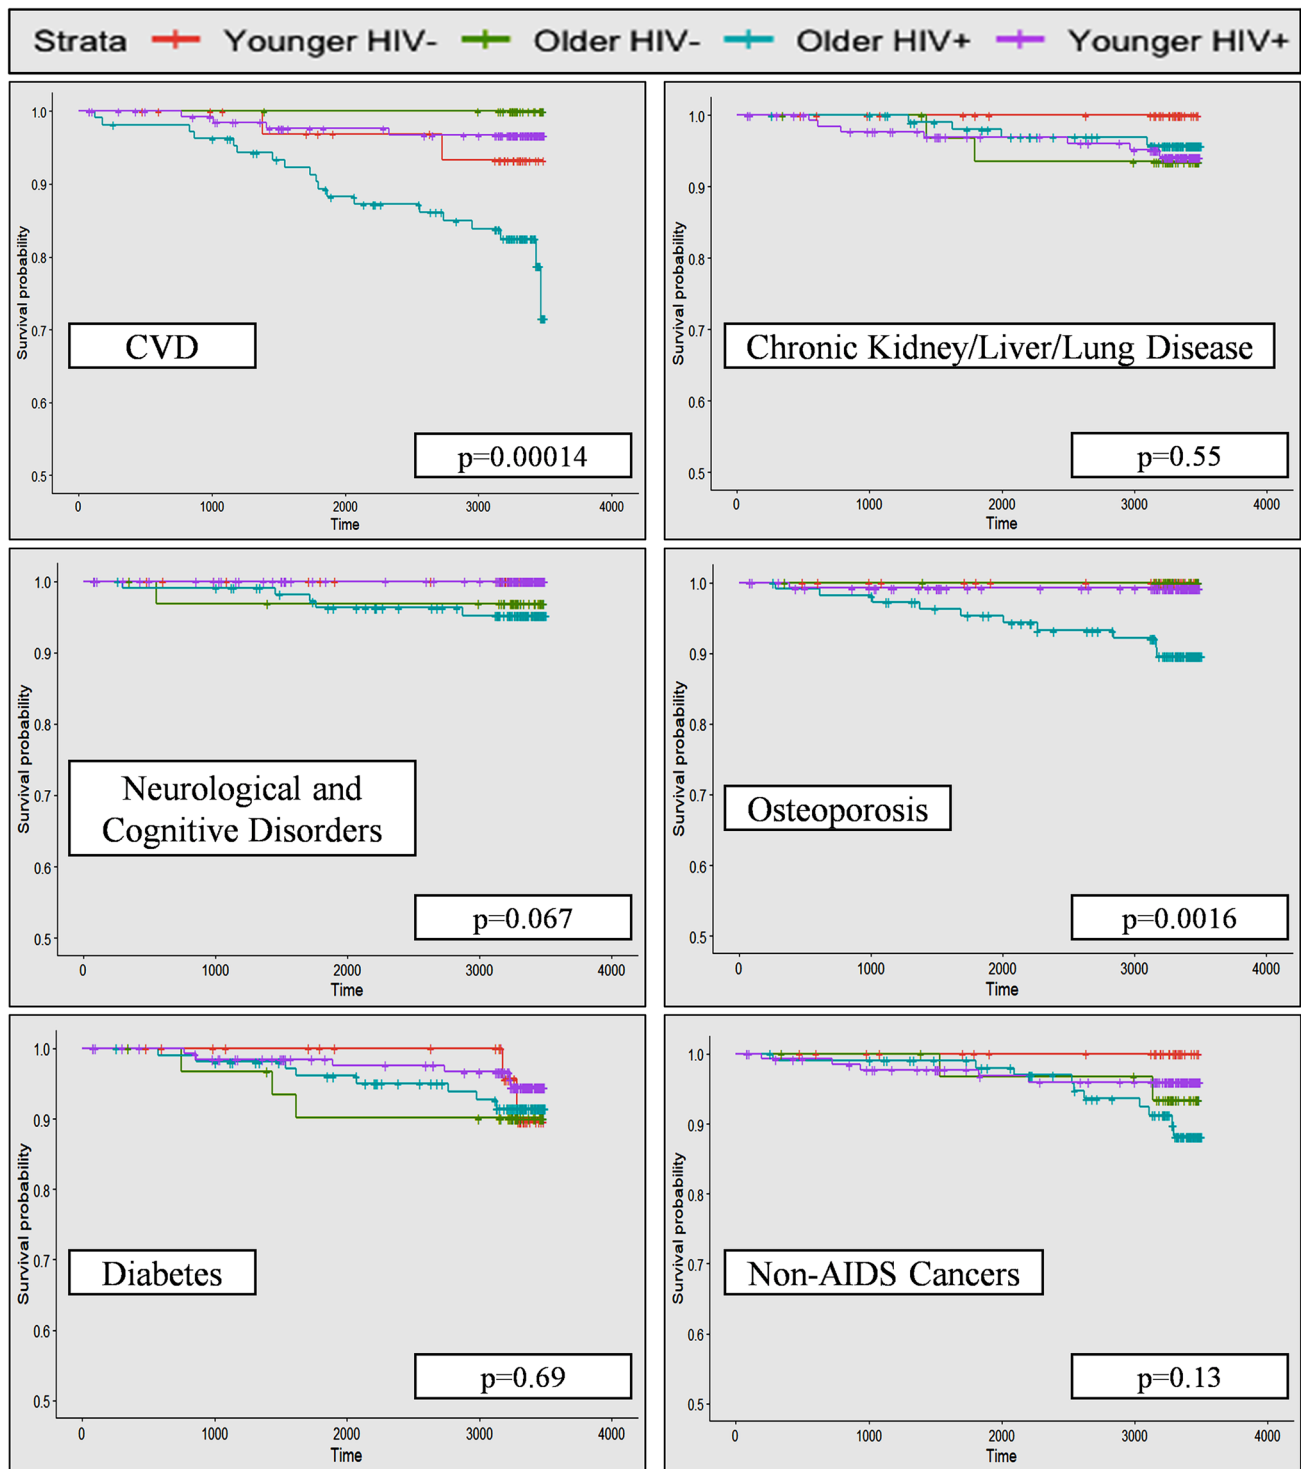 Strata Younger HIV- Older HIV- Older HIV+ Younger HIV+
Survival probability
1.0
0.9
0.8
0.7
0.6
0.5
CVD
p=0.00014
0 1000 2000 3000 4000
Time
Survival probability
1.0
0.9
0.8
0.7
0.6
0.5
Chronic Kidney/Liver/Lung Disease
p=0.55
0 1000 2000 3000 4000
Time
Survival probability
1.0
0.9
0.8
0.7
0.6
0.5
Neurological and
Cognitive Disorders
p=0.067
0 1000 2000 3000 4000
Time
Survival probability
1.0
0.9
0.8
0.7
0.6
0.5
Osteoporosis
p=0.0016
0 1000 2000 3000 4000
Time
Survival probability
1.0
0.9
0.8
0.7
0.6
0.5
Diabetes
p=0.69
0 1000 2000 3000 4000
Time
Survival probability
1.0
0.9
0.8
0.7
0.6
0.5
Non-AIDS Cancers
p=0.13
0 1000 2000 3000 4000
Time